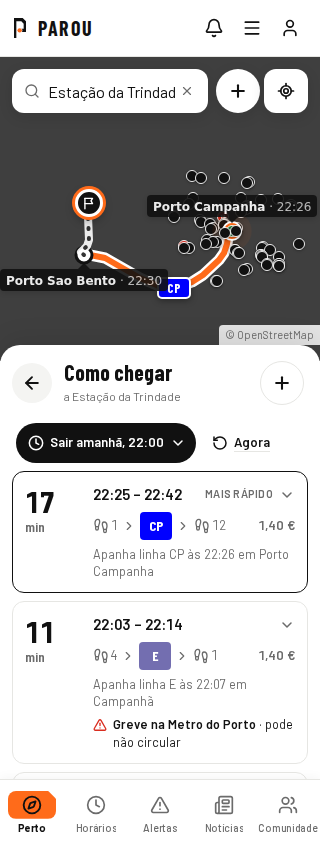 PAROU
Estação da Trindad
Porto Campanha · 22:26
Porto Sao Bento · 22:30
CP
© OpenStreetMap
Como chegar
a Estação da Trindade
Sair amanhã, 22:00
Agora
17
min
22:25 – 22:42
MAIS RÁPIDO
1
CP
12
1,40 €
Apanha linha CP às 22:26 em Porto
Campanha
11
min
22:03 – 22:14
4
E
1
1,40 €
Apanha linha E às 22:07 em
Campanhã
Greve na Metro do Porto · pode
não circular
Perto
Horários
Alertas
Notícias
Comunidade